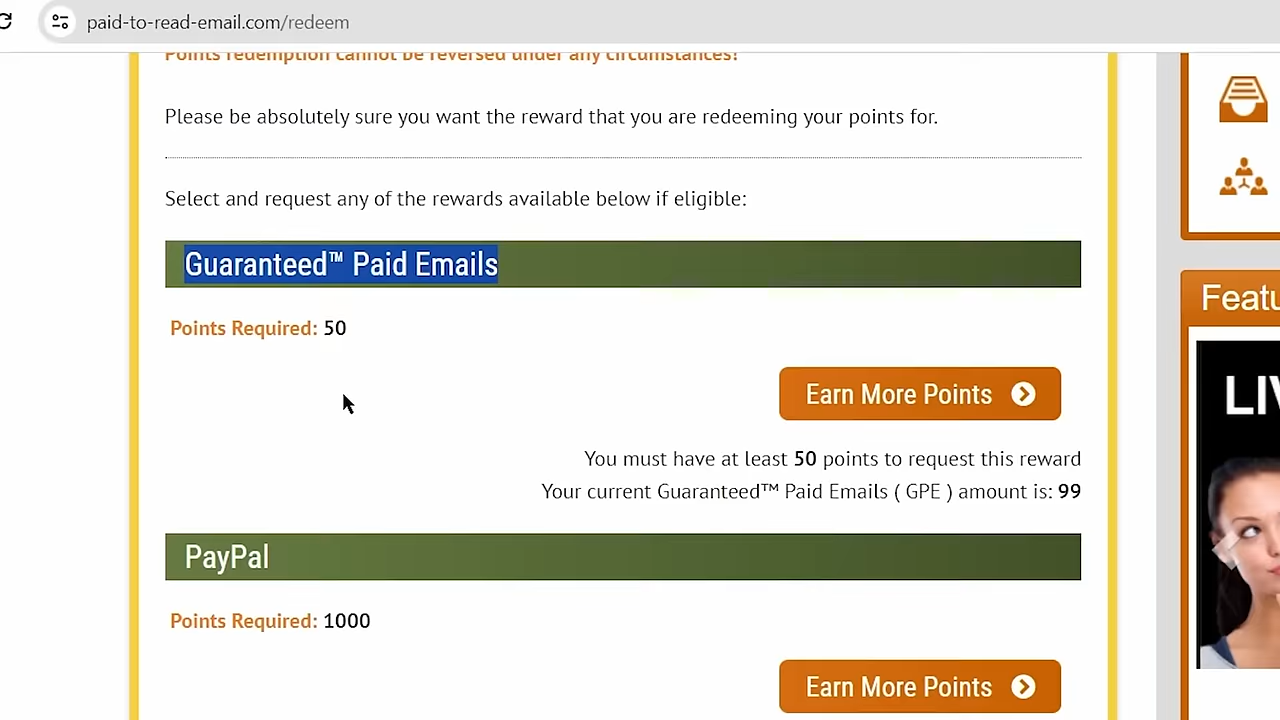 paid-to-read-email.com/redeem
Points redemption cannot be reversed under any circumstances!
Please be absolutely sure you want the reward that you are redeeming your points for.
Select and request any of the rewards available below if eligible:
Guaranteed™ Paid Emails
Points Required: 50
Earn More Points
You must have at least 50 points to request this reward
Your current Guaranteed™ Paid Emails ( GPE ) amount is: 99
PayPal
Points Required: 1000
Earn More Points